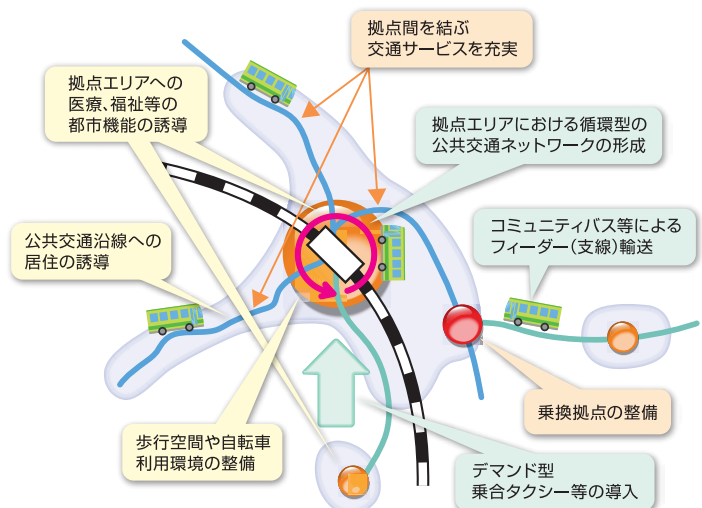 拠点間を結ぶ
交通サービスを充実
拠点エリアへの
医療、福祉等の
都市機能の誘導
拠点エリアにおける循環型の
公共交通ネットワークの形成
コミュニティバス等による
フィーダー(支線)輸送
公共交通沿線への
居住の誘導
乗換拠点の整備
歩行空間や自転車
利用環境の整備
デマンド型
乗合タクシー等の導入